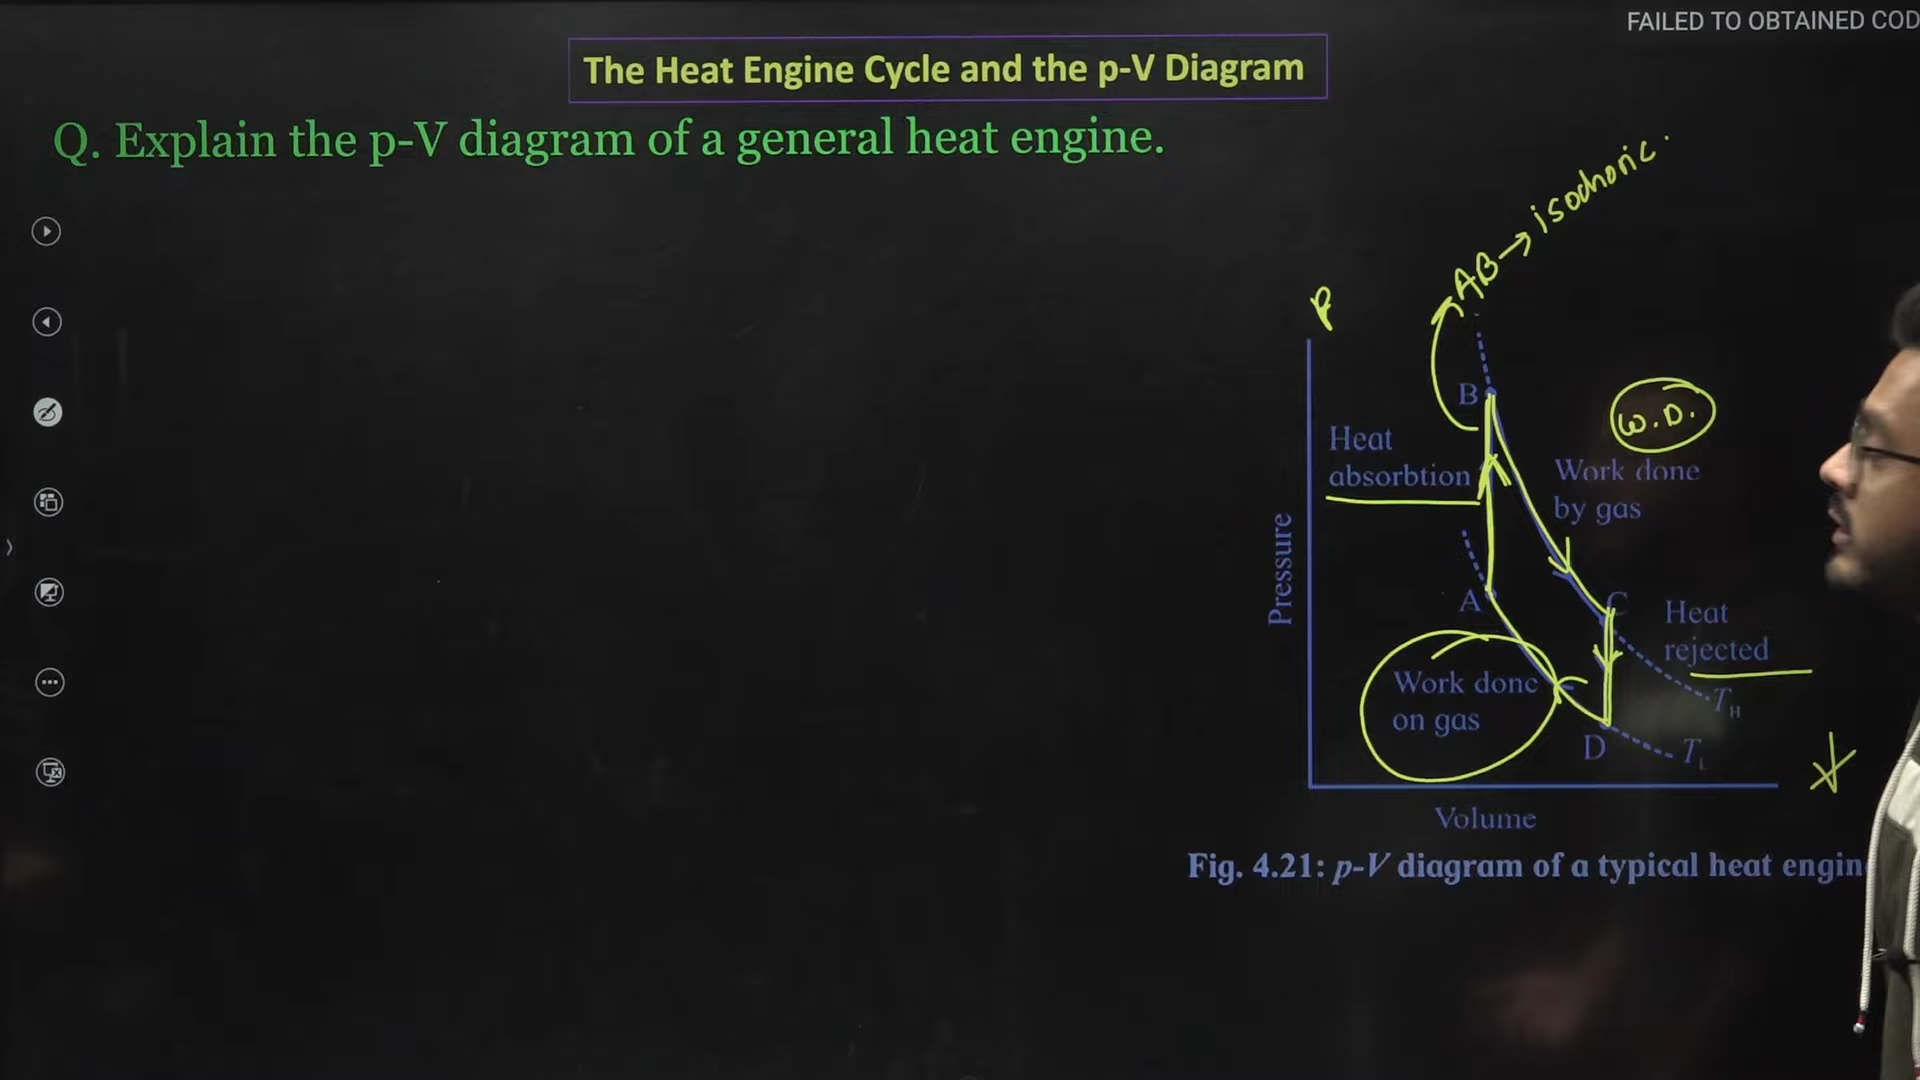 FAILED TO OBTAINED COD
The Heat Engine Cycle and the p-V Diagram
Q. Explain the p-V diagram of a general heat engine.
AB → isochoric
P
B
W.D.
Heat
absorbtion
Work done
by gas
Pressure
A
C
Heat
rejected
Work done
on gas
T_H
D
T_L
V
Volume
Fig. 4.21: p-V diagram of a typical heat engin